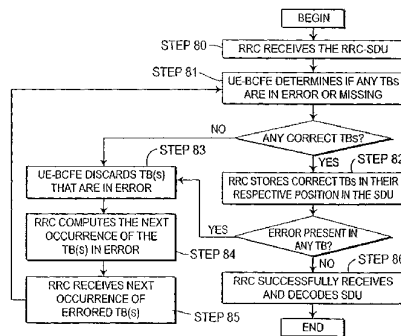 BEGIN
STEP 80
RRC RECEIVES THE RRC-SDU
STEP 81
UE-BCFE DETERMINES IF ANY TBs
ARE IN ERROR OR MISSING
NO
ANY CORRECT TBs?
STEP 83
YES
STEP 82
UE-BCFE DISCARDS TB(S)
THAT ARE IN ERROR
RRC STORES CORRECT TBs IN THEIR
RESPECTIVE POSITION IN THE SDU
RRC COMPUTES THE NEXT
OCCURRENCE OF THE
TB(S) IN ERROR
YES
ERROR PRESENT IN
ANY TB?
STEP 84
NO
STEP 86
RRC RECEIVES NEXT
OCCURRENCE OF
ERRORED TB(S)
RRC SUCCESSFULLY RECEIVES
AND DECODES SDU
STEP 85
END